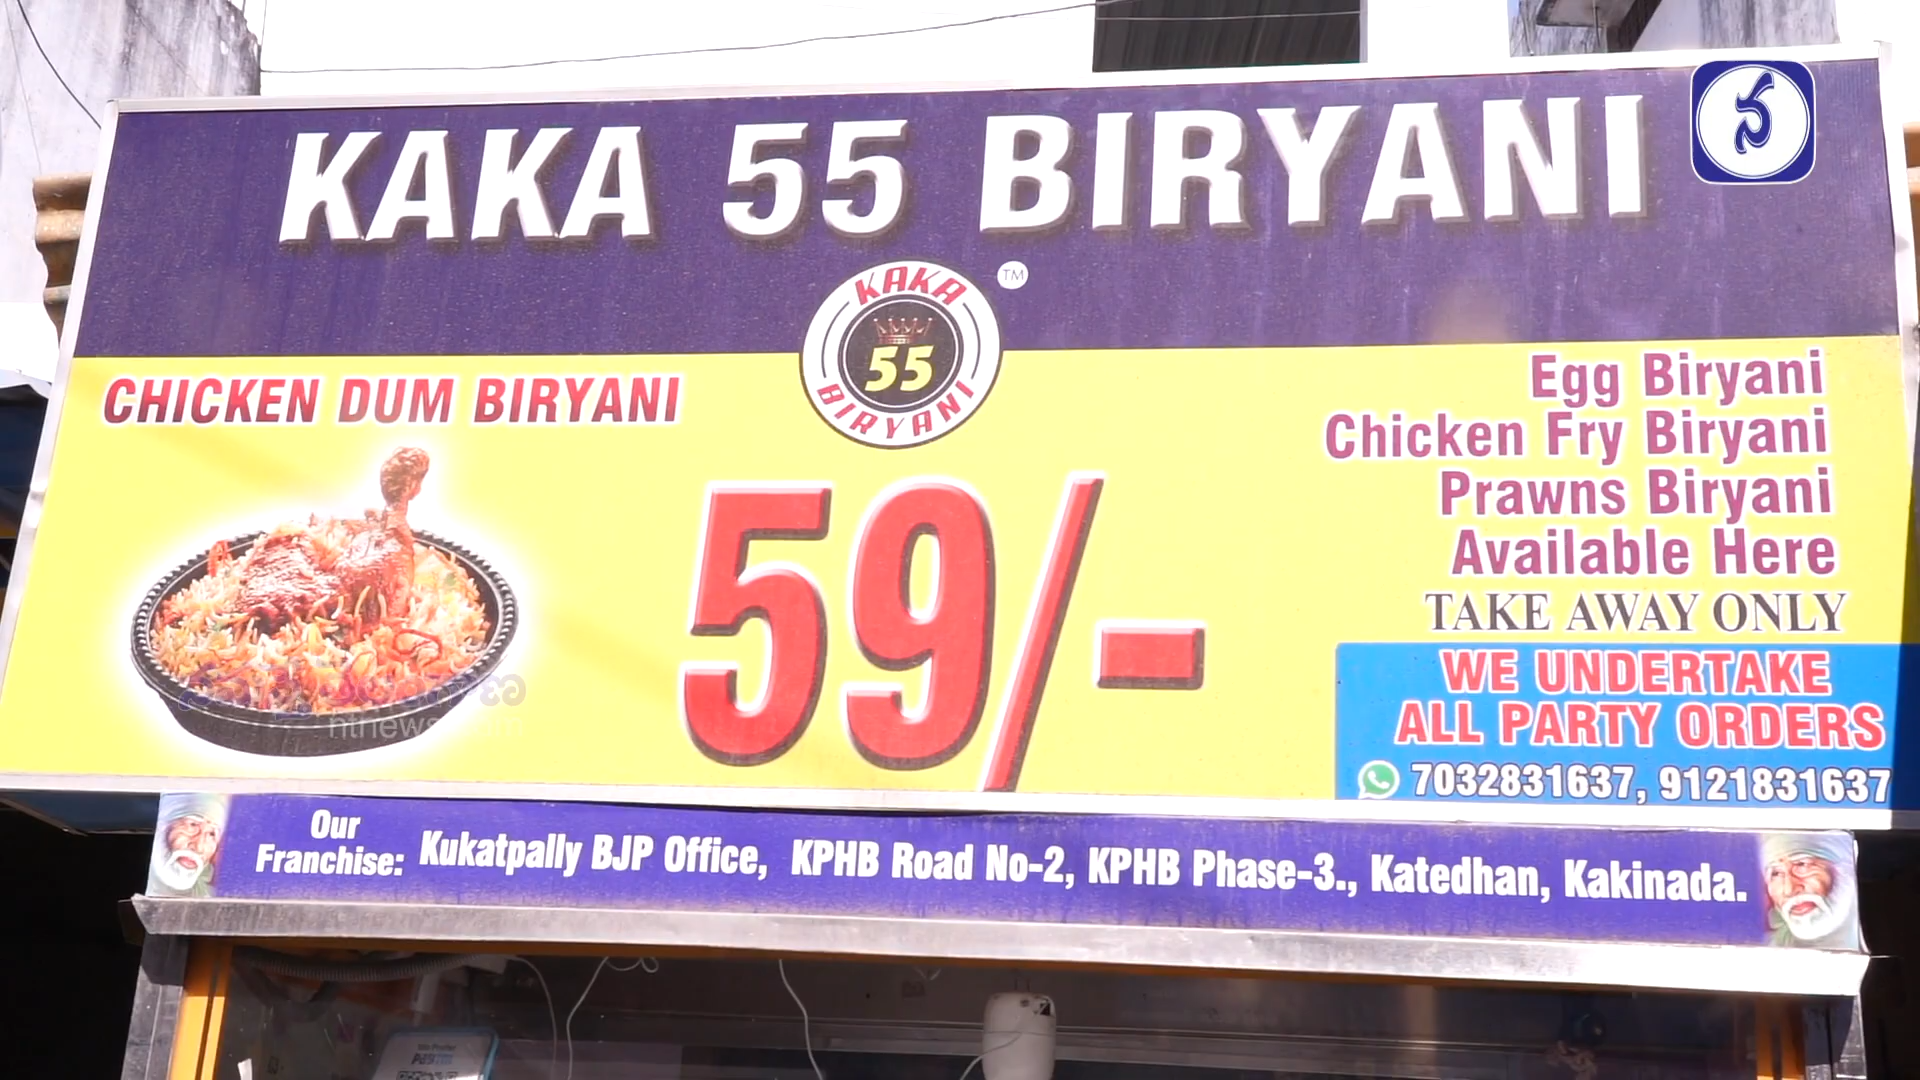 KAKA 55 BIRYANI
న
KAKA
55
BIRYANI
TM
CHICKEN DUM BIRYANI
59/-
Egg Biryani
Chicken Fry Biryani
Prawns Biryani
Available Here
TAKE AWAY ONLY
WE UNDERTAKE
ALL PARTY ORDERS
7032831637, 9121831637
Our
Franchise: Kukatpally BJP Office, KPHB Road No-2, KPHB Phase-3., Katedhan, Kakinada.